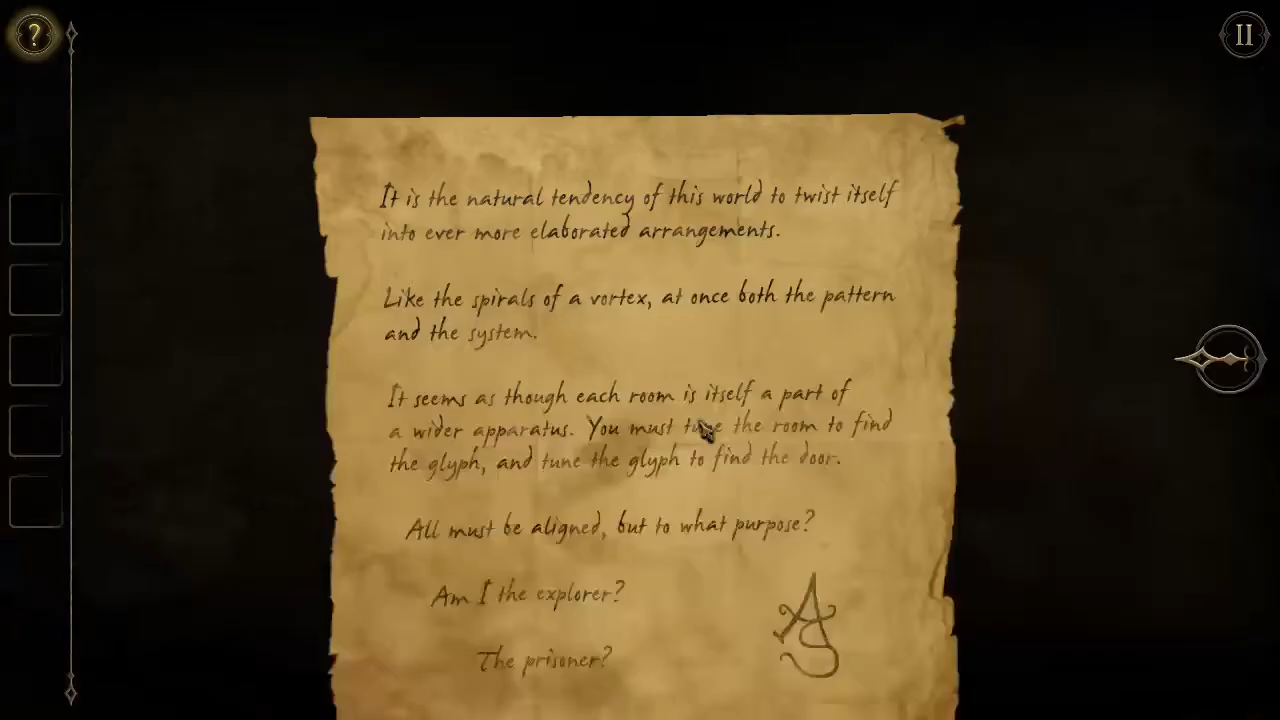 ?
It is the natural tendency of this world to twist itself
into ever more elaborated arrangements.
Like the spirals of a vortex, at once both the pattern
and the system.
It seems as though each room is itself a part of
a wider apparatus. You must tune the room to find
the glyph, and tune the glyph to find the door.
All must be aligned, but to what purpose?
Am I the explorer?
The prisoner?
AS